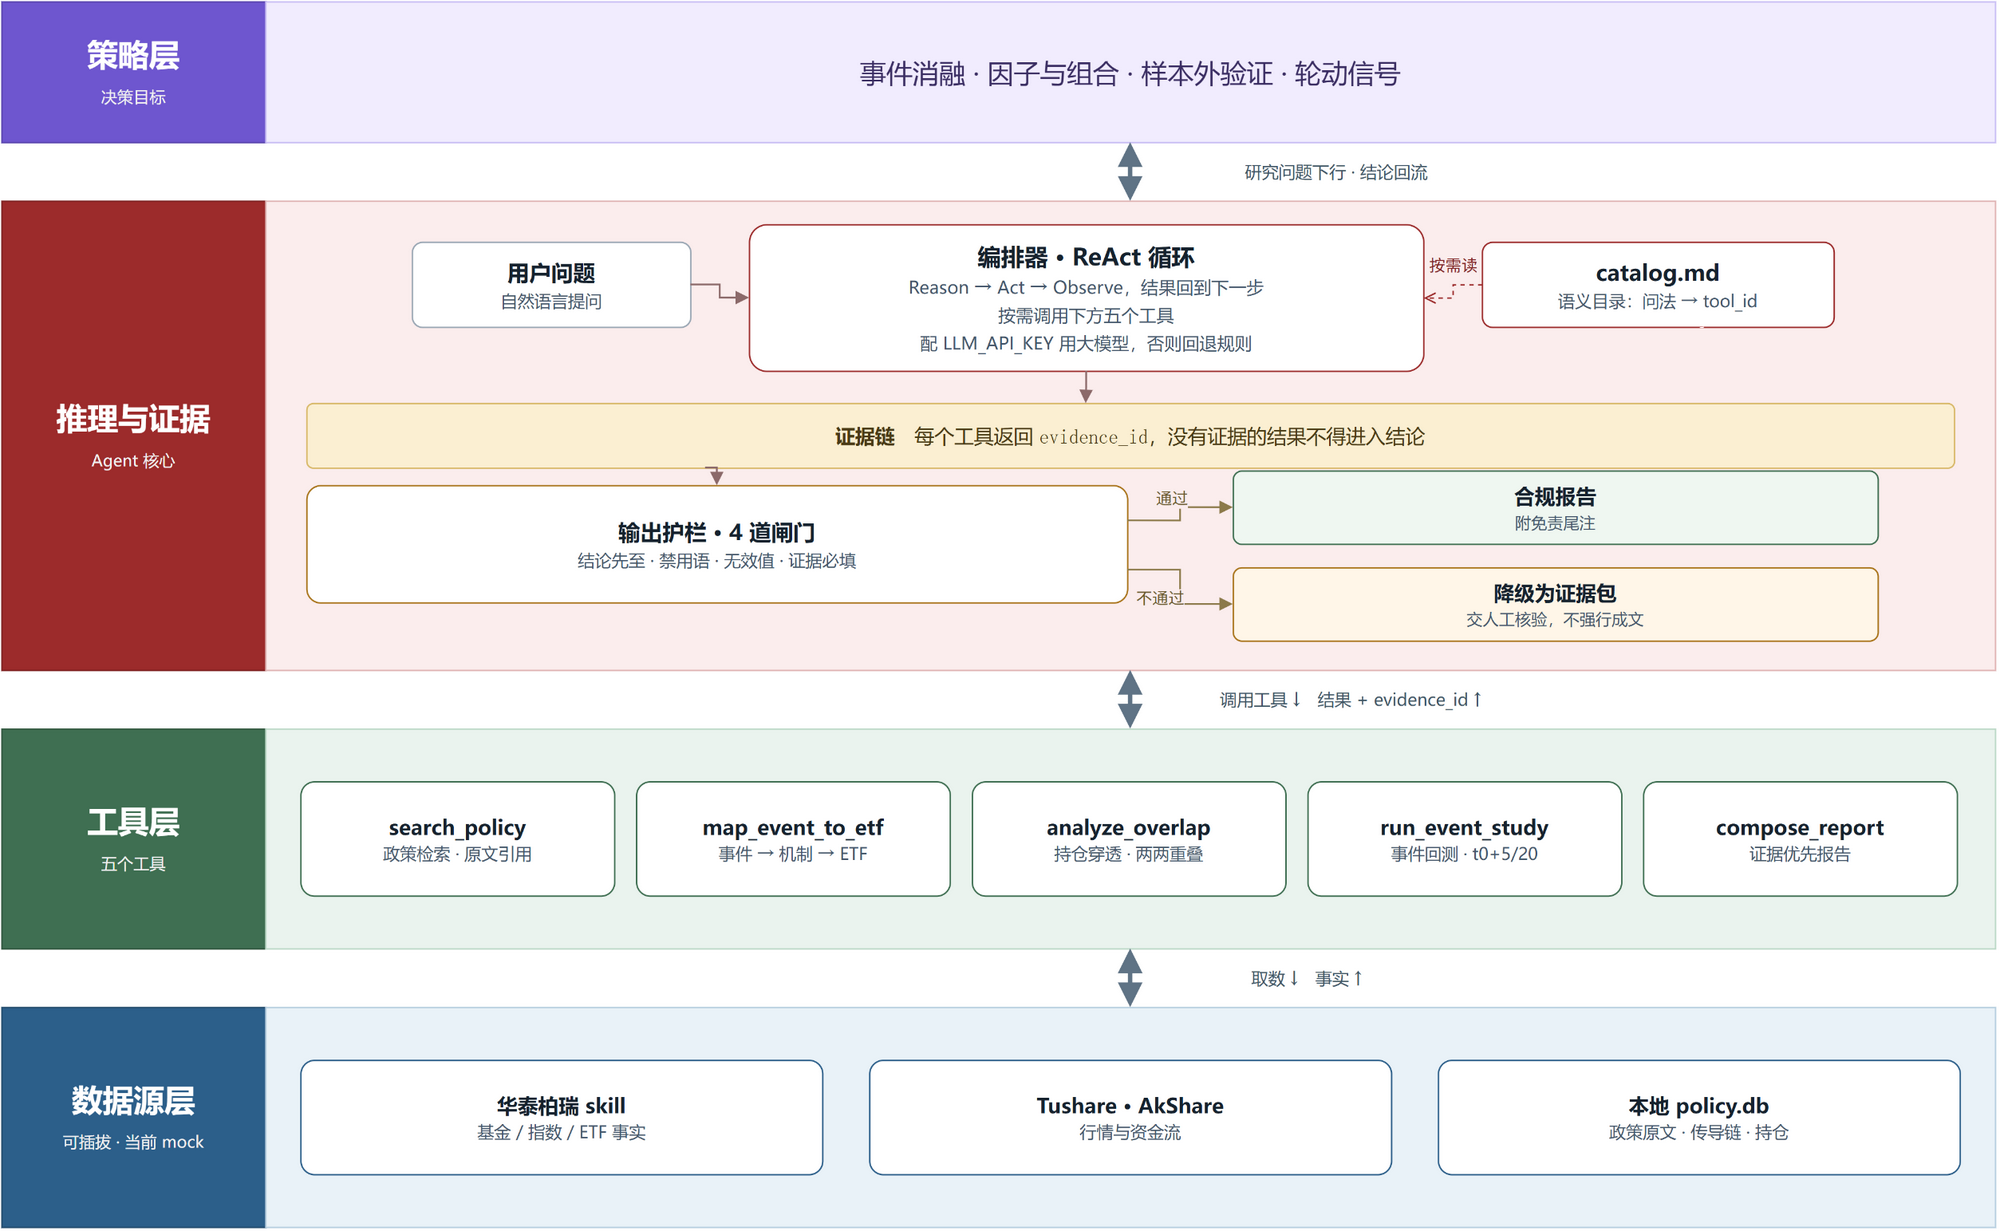 策略层
决策目标
事件消融 · 因子与组合 · 样本外验证 · 轮动信号
研究问题下行 · 结论回流
推理与证据
Agent 核心
用户问题
自然语言提问
编排器 • ReAct 循环
Reason → Act → Observe，结果回到下一步
按需调用下方五个工具
配 LLM_API_KEY 用大模型，否则回退规则
按需读
catalog.md
语义目录：问法 → tool_id
证据链 每个工具返回 evidence_id，没有证据的结果不得进入结论
输出护栏 • 4 道闸门
结论先至 · 禁用语 · 无效值 · 证据必填
通过
合规报告
附免责尾注
不通过
降级为证据包
交人工核验，不强行成文
调用工具↓ 结果 + evidence_id↑
工具层
五个工具
search_policy
政策检索 · 原文引用
map_event_to_etf
事件 → 机制 → ETF
analyze_overlap
持仓穿透 · 两两重叠
run_event_study
事件回测 · t0+5/20
compose_report
证据优先报告
取数↓ 事实↑
数据源层
可插拔 · 当前 mock
华泰柏瑞 skill
基金 / 指数 / ETF 事实
Tushare • AkShare
行情与资金流
本地 policy.db
政策原文 · 传导链 · 持仓